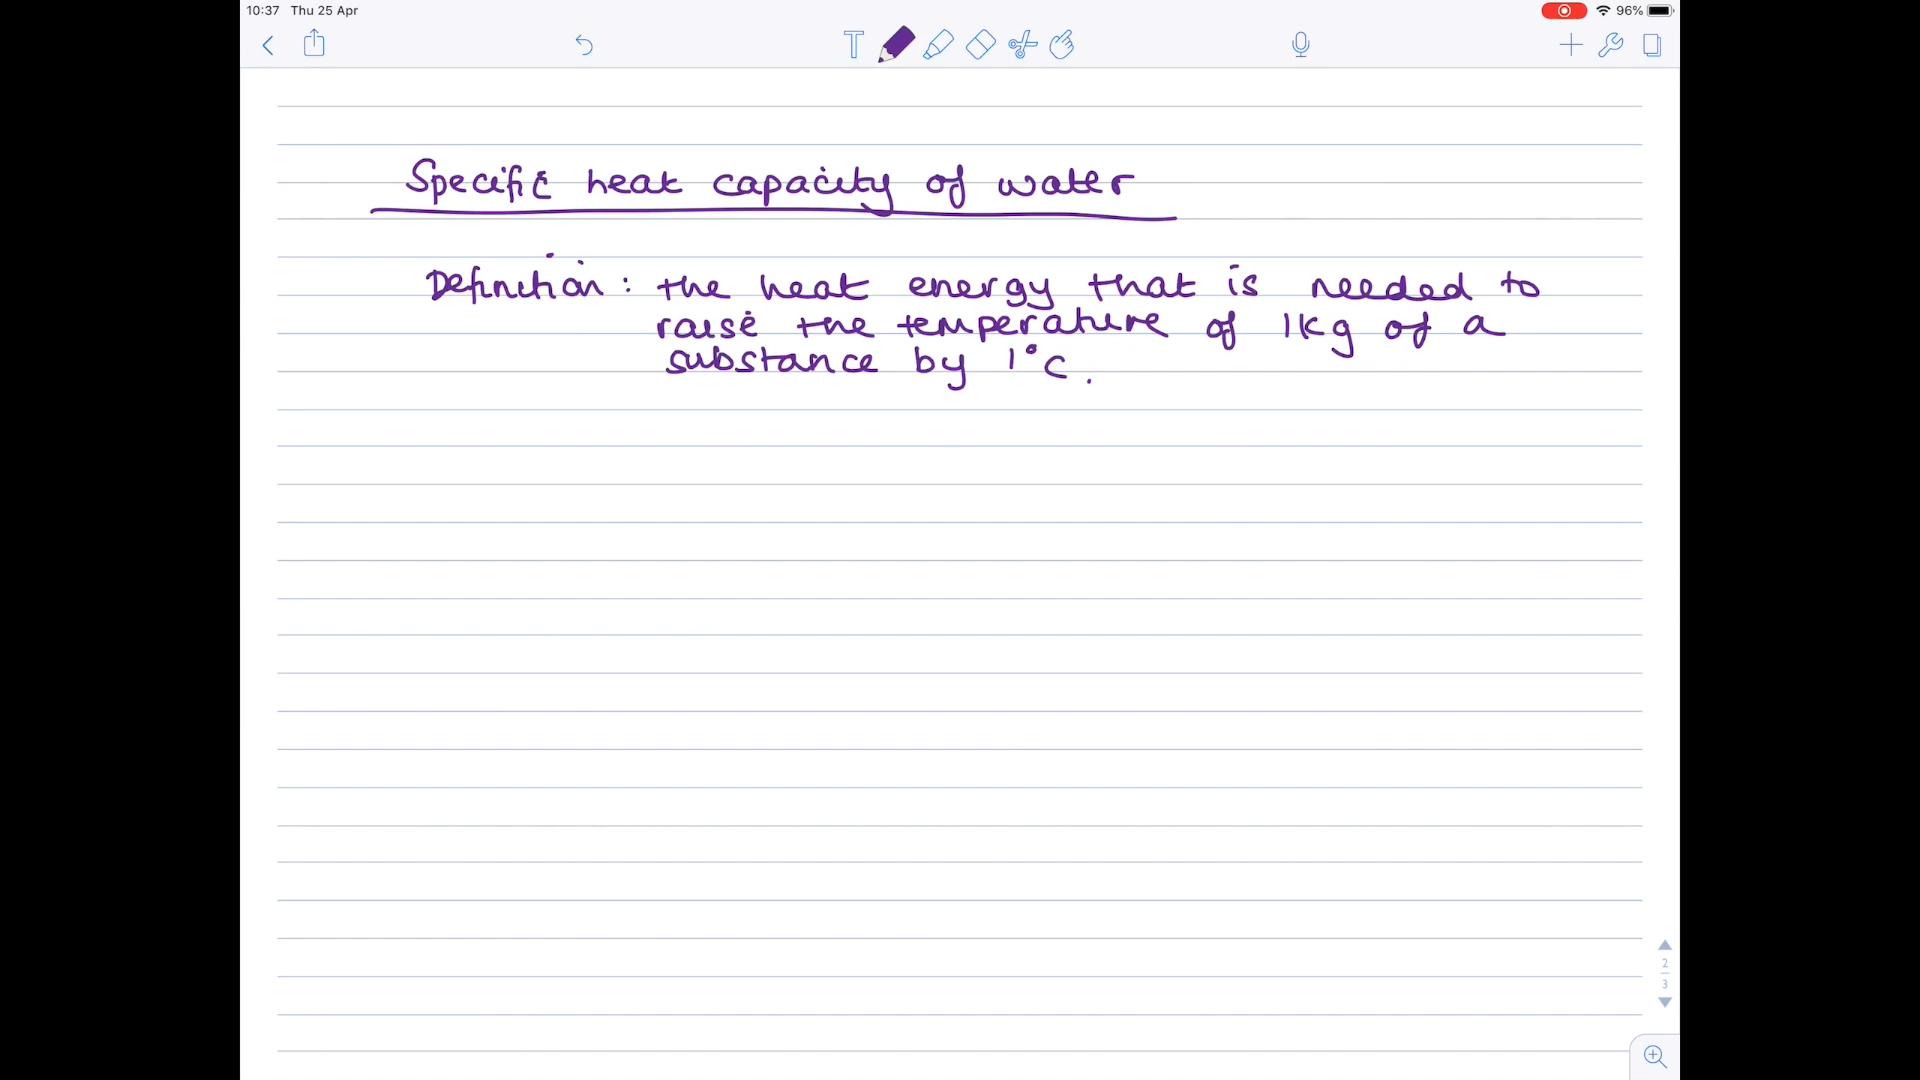 10:37 Thu 25 Apr 96%
T
Specific heat capacity of water
Definition: the heat energy that is needed to
raise the temperature of 1kg of a
substance by 1°C.
2
3